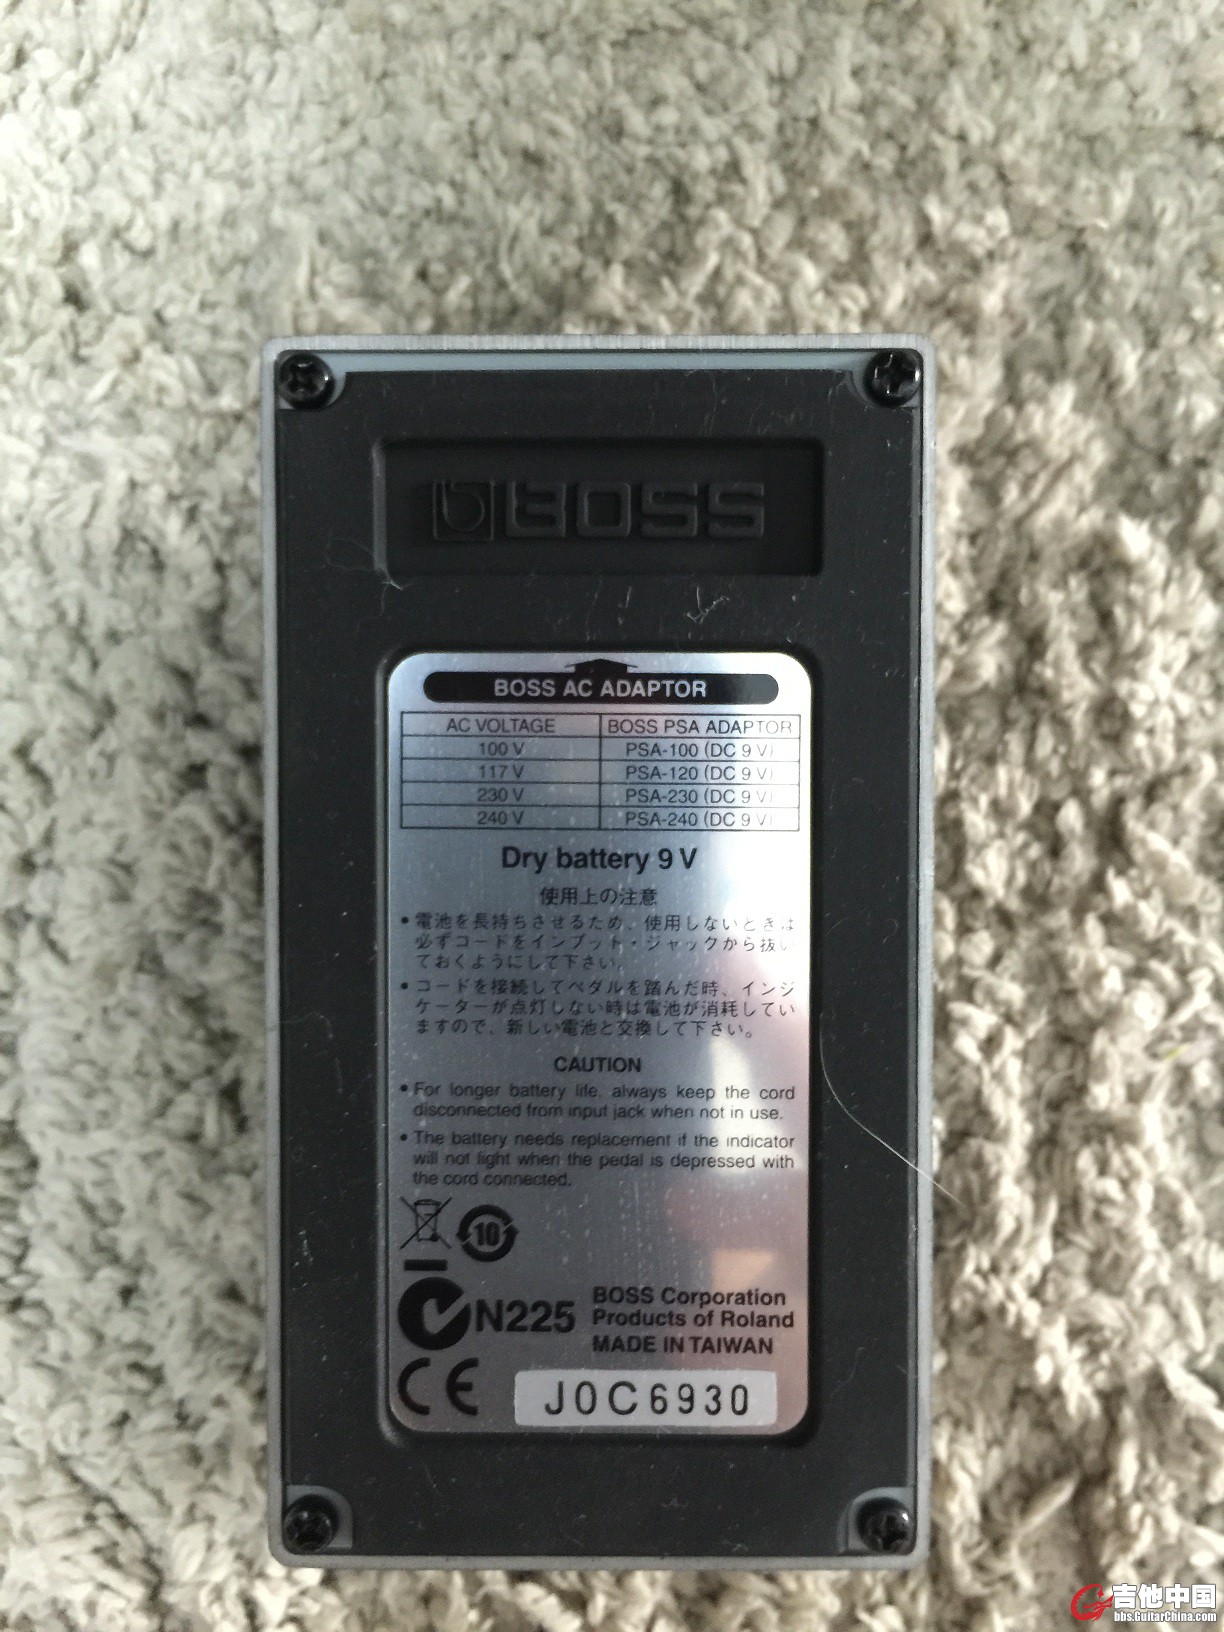 BOSS
BOSS AC ADAPTOR
AC VOLTAGE BOSS PSA ADAPTOR
100 V PSA-100 (DC 9 V)
117 V PSA-120 (DC 9 V)
230 V PSA-230 (DC 9 V)
240 V PSA-240 (DC 9 V)
Dry battery 9 V
使用上の注意
• 電池を長持ちさせるため、使用しないときは
必ずコードをインプット・ジャックから抜い
ておくようにして下さい。
• コードを接続してペダルを踏んだ時、インジ
ケーターが点灯しない時は電池が消耗してい
ますので、新しい電池と交換して下さい。
CAUTION
• For longer battery life, always keep the cord
disconnected from input jack when not in use.
• The battery needs replacement if the indicator
will not light when the pedal is depressed with
the cord connected.
10
N225
BOSS Corporation
Products of Roland
MADE IN TAIWAN
CE
J0C6930
吉他中国
bbs.GuitarChina.com